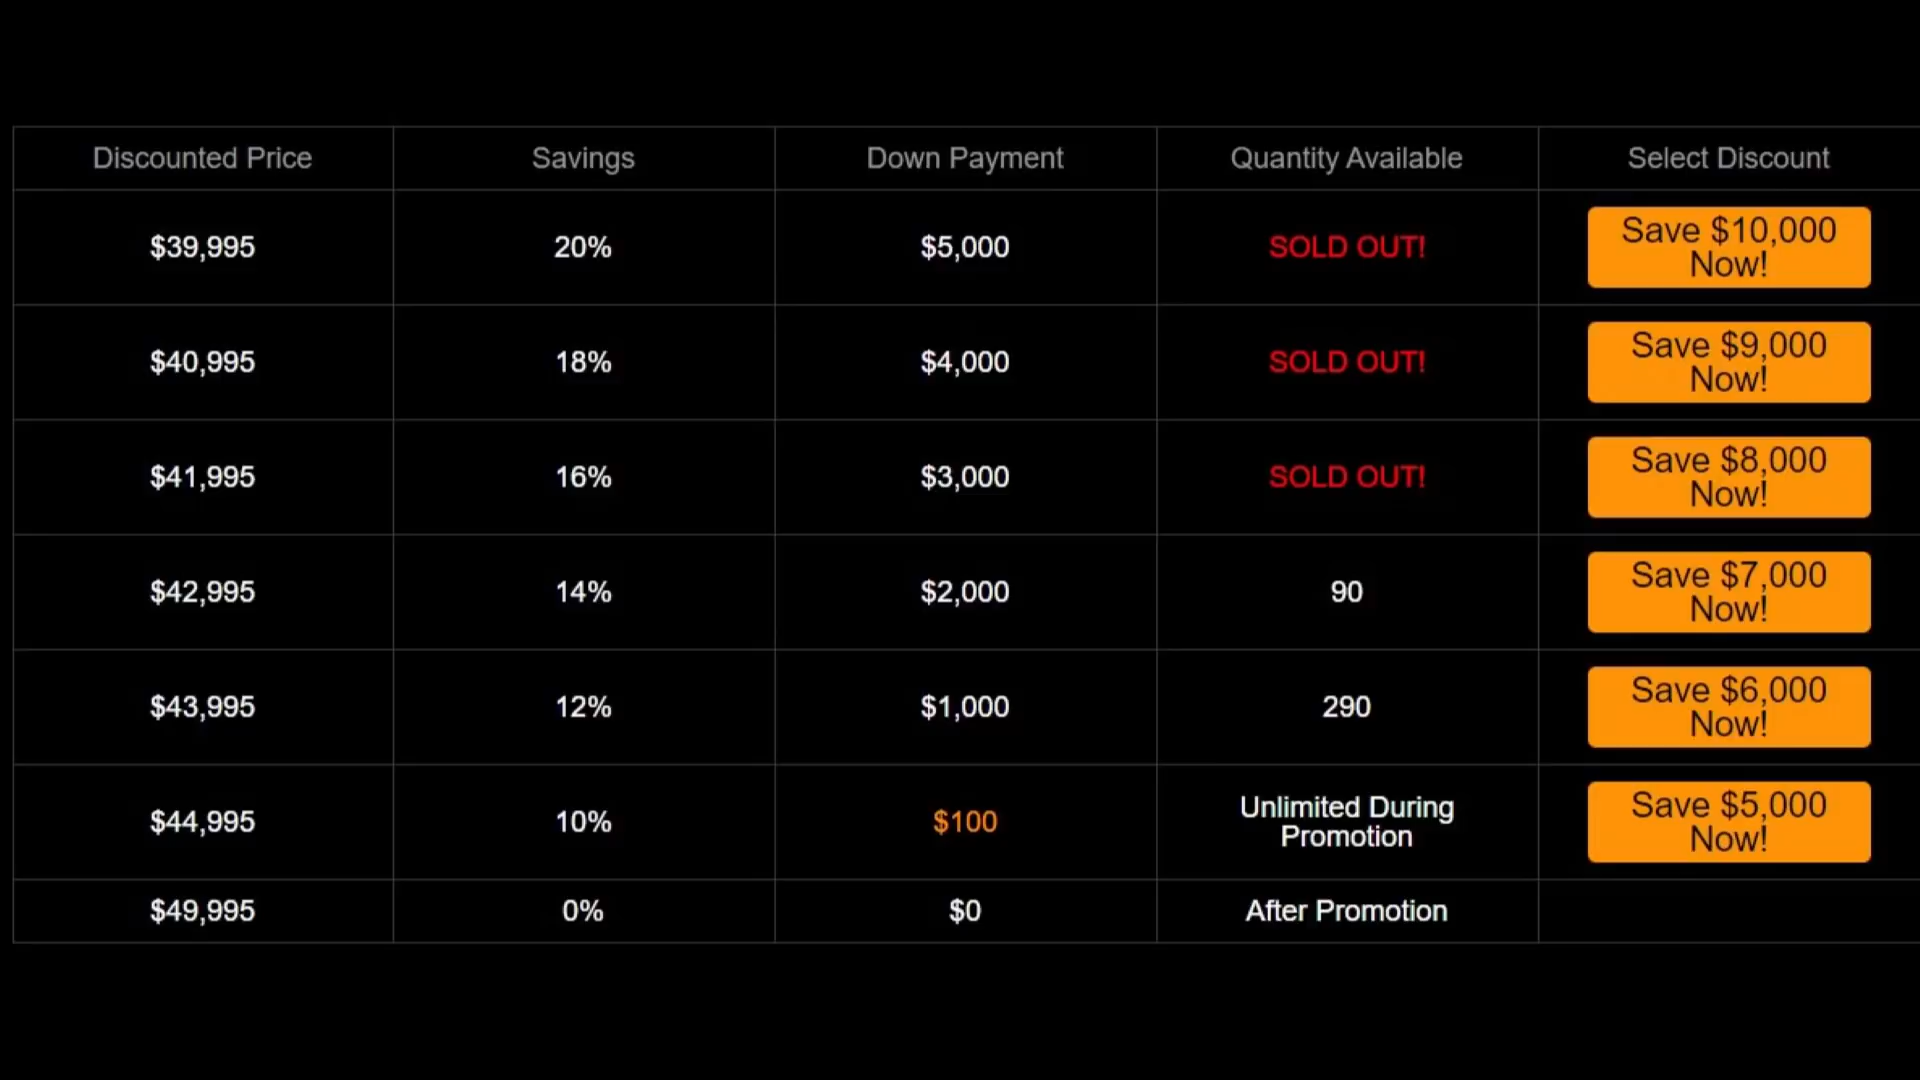 Discounted Price Savings Down Payment Quantity Available Select Discount
$39,995 20% $5,000 SOLD OUT! Save $10,000
Now!
$40,995 18% $4,000 SOLD OUT! Save $9,000
Now!
$41,995 16% $3,000 SOLD OUT! Save $8,000
Now!
$42,995 14% $2,000 90 Save $7,000
Now!
$43,995 12% $1,000 290 Save $6,000
Now!
$44,995 10% $100 Unlimited During
Promotion
Save $5,000
Now!
$49,995 0% $0 After Promotion